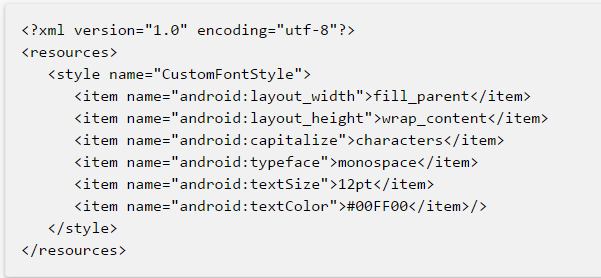 <?xml version="1.0" encoding="utf-8"?>
<resources>
   <style name="CustomFontStyle">
      <item name="android:layout_width">fill_parent</item>
      <item name="android:layout_height">wrap_content</item>
      <item name="android:capitalize">characters</item>
      <item name="android:typeface">monospace</item>
      <item name="android:textSize">12pt</item>
      <item name="android:textColor">#00FF00</item>/>
   </style>
</resources>